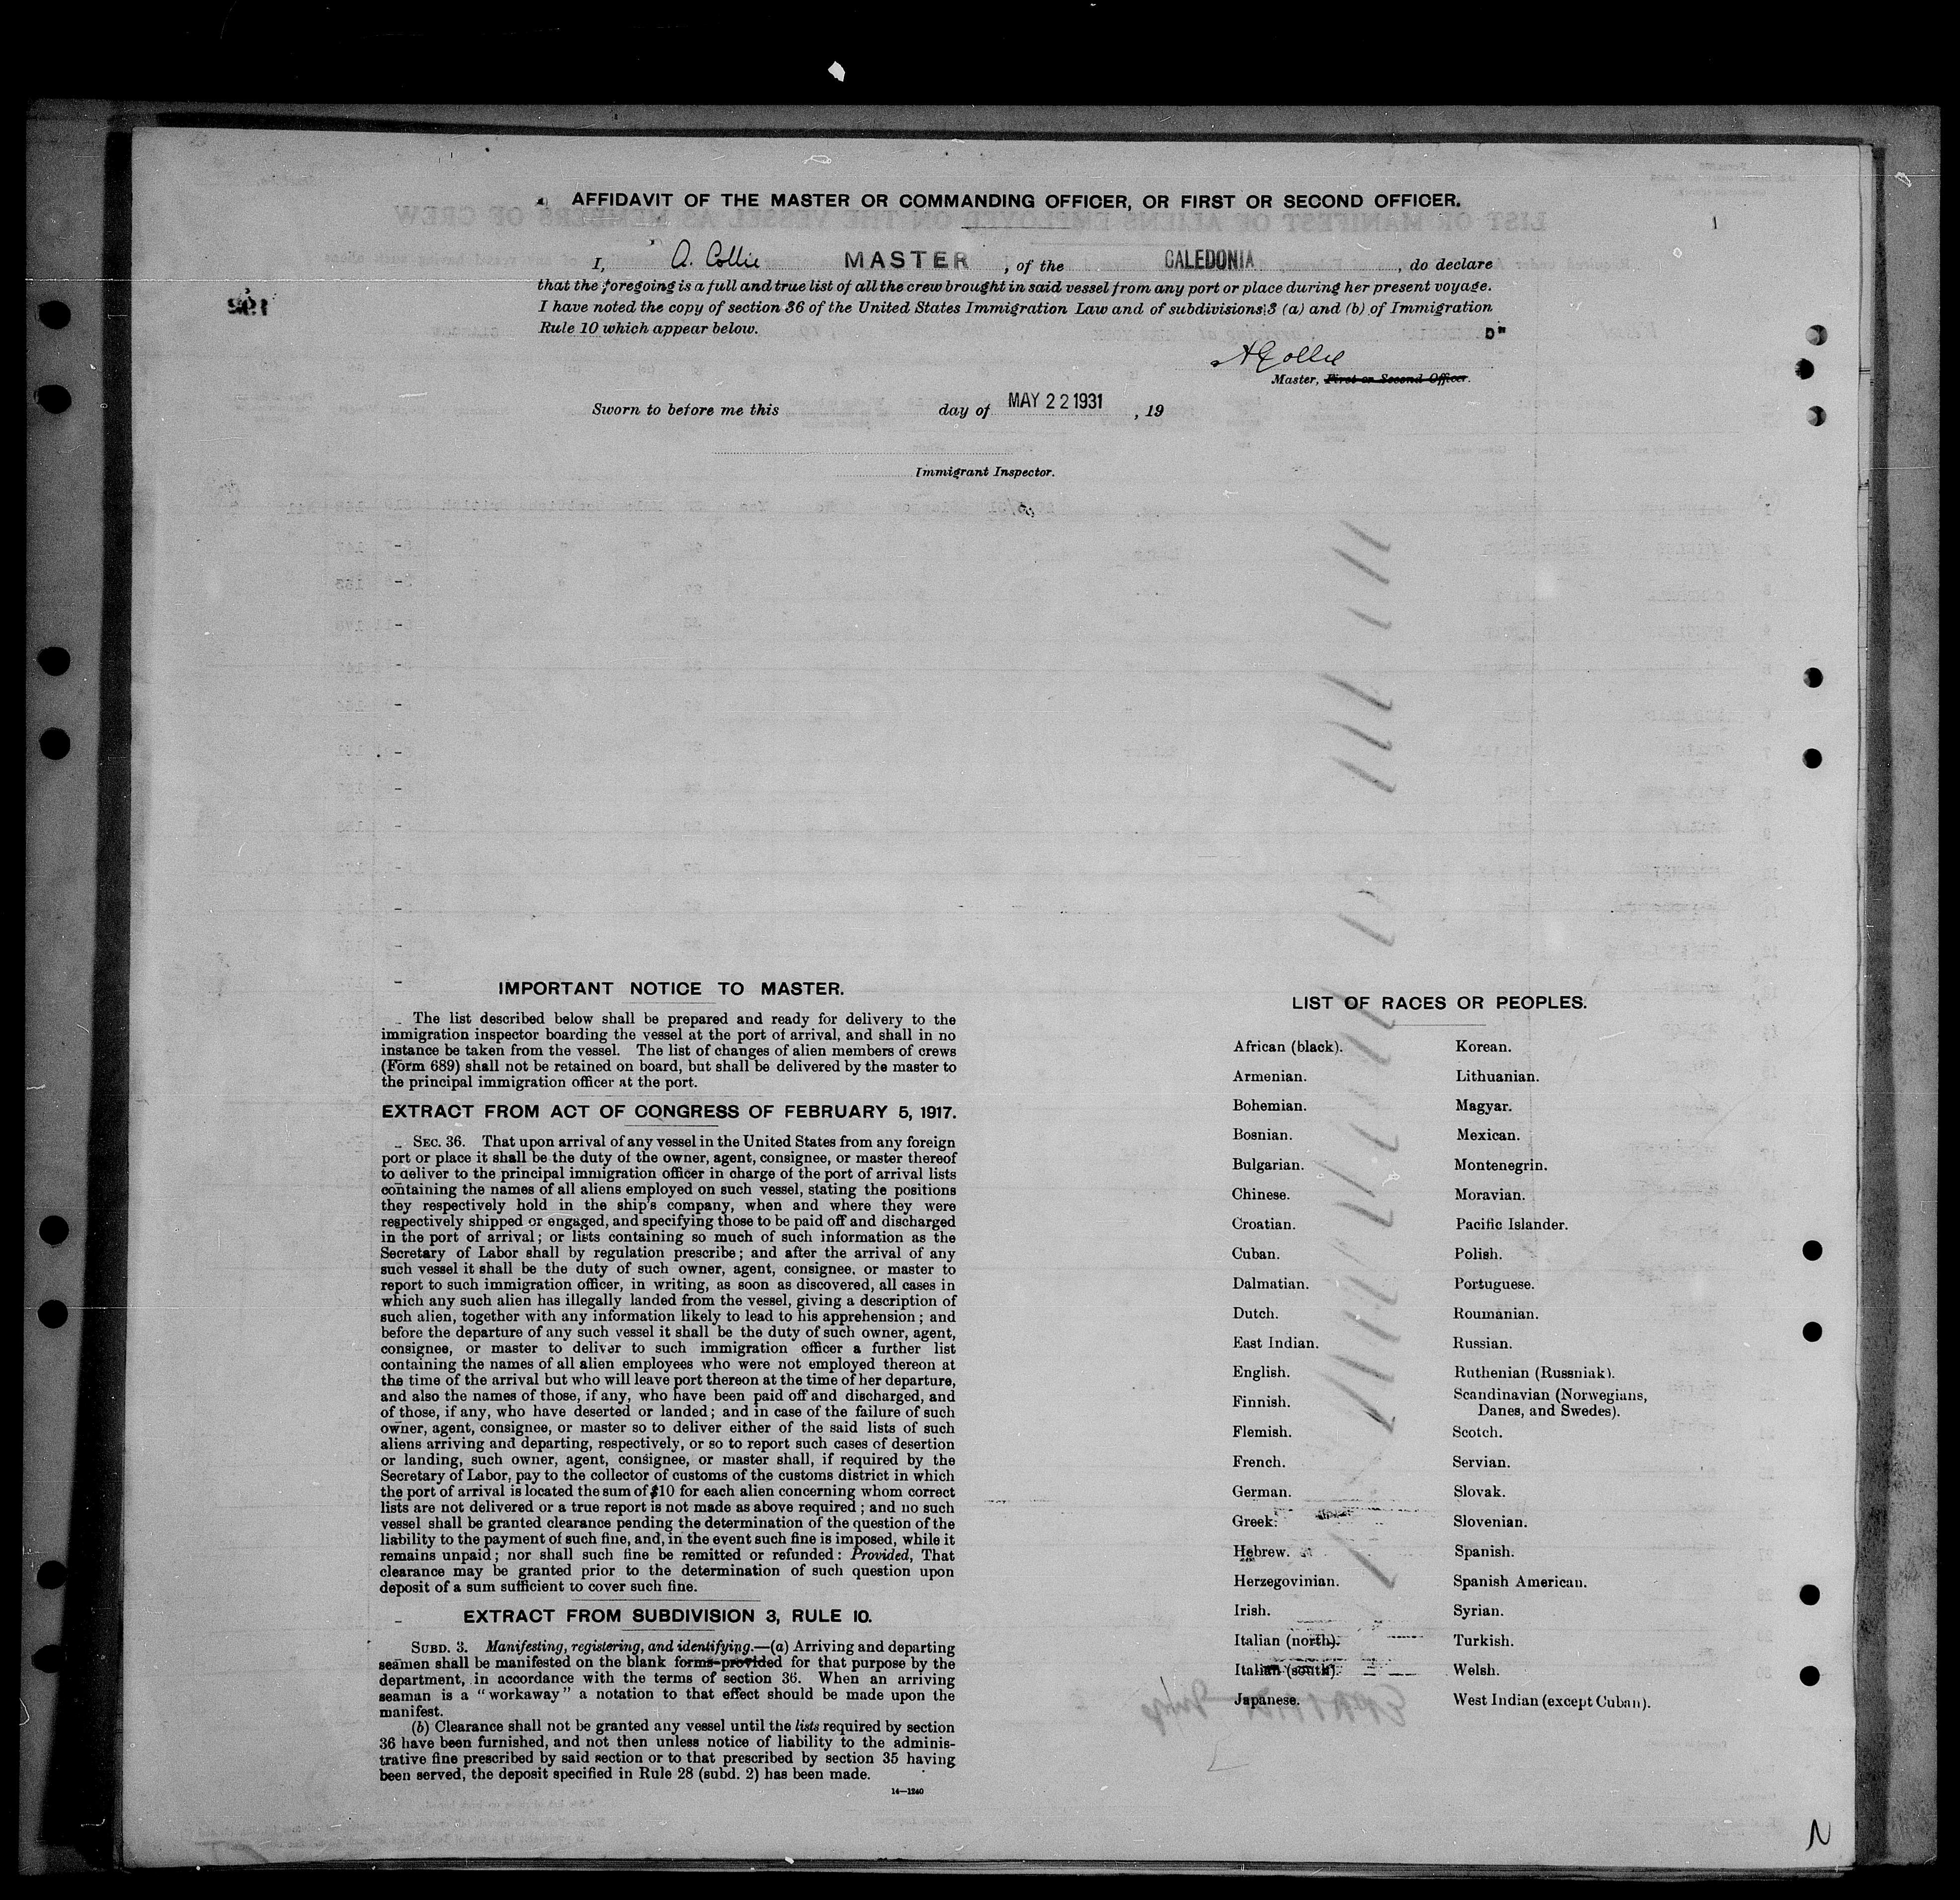 AFFIDAVIT OF THE MASTER OR COMMANDING OFFICER, OR FIRST OR SECOND OFFICER.
I, A. Collie MASTER, of the CALEDONIA, do declare
that the foregoing is a full and true list of all the crew brought in said vessel from any port or place during her present voyage.
I have noted the copy of section 36 of the United States Immigration Law and of subdivisions 3 (a) and (b) of Immigration
Rule 10 which appear below.
A Collie
Master, First or Second Officer.
Sworn to before me this day of MAY 22 1931, 19
Immigrant Inspector.
IMPORTANT NOTICE TO MASTER.
The list described below shall be prepared and ready for delivery to the
immigration inspector boarding the vessel at the port of arrival, and shall in no
instance be taken from the vessel. The list of changes of alien members of crews
(Form 689) shall not be retained on board, but shall be delivered by the master to
the principal immigration officer at the port.
EXTRACT FROM ACT OF CONGRESS OF FEBRUARY 5, 1917.
SEC. 36. That upon arrival of any vessel in the United States from any foreign
port or place it shall be the duty of the owner, agent, consignee, or master thereof
to deliver to the principal immigration officer in charge of the port of arrival lists
containing the names of all aliens employed on such vessel, stating the positions
they respectively hold in the ship's company, when and where they were
respectively shipped or engaged, and specifying those to be paid off and discharged
in the port of arrival; or lists containing so much of such information as the
Secretary of Labor shall by regulation prescribe; and after the arrival of any
such vessel it shall be the duty of such owner, agent, consignee, or master to
report to such immigration officer, in writing, as soon as discovered, all cases in
which any such alien has illegally landed from the vessel, giving a description of
such alien, together with any information likely to lead to his apprehension; and
before the departure of any such vessel it shall be the duty of such owner, agent,
consignee, or master to deliver to such immigration officer a further list
containing the names of all alien employees who were not employed thereon at
the time of the arrival but who will leave port thereon at the time of her departure,
and also the names of those, if any, who have been paid off and discharged, and
of those, if any, who have deserted or landed; and in case of the failure of such
owner, agent, consignee, or master so to deliver either of the said lists of such
aliens arriving and departing, respectively, or so to report such cases of desertion
or landing, such owner, agent, consignee, or master shall, if required by the
Secretary of Labor, pay to the collector of customs of the customs district in which
the port of arrival is located the sum of $10 for each alien concerning whom correct
lists are not delivered or a true report is not made as above required; and no such
vessel shall be granted clearance pending the determination of the question of the
liability to the payment of such fine, and, in the event such fine is imposed, while it
remains unpaid; nor shall such fine be remitted or refunded: Provided, That
clearance may be granted prior to the determination of such question upon
deposit of a sum sufficient to cover such fine.
EXTRACT FROM SUBDIVISION 3, RULE 10.
SUBD. 3. Manifesting, registering, and identifying.—(a) Arriving and departing
seamen shall be manifested on the blank forms provided for that purpose by the
department, in accordance with the terms of section 36. When an arriving
seaman is a "workaway" a notation to that effect should be made upon the
manifest.
(b) Clearance shall not be granted any vessel until the lists required by section
36 have been furnished, and not then unless notice of liability to the adminis-
trative fine prescribed by said section or to that prescribed by section 35 having
been served, the deposit specified in Rule 28 (subd. 2) has been made.
14—1240
LIST OF RACES OR PEOPLES.
African (black).
Armenian.
Bohemian.
Bosnian.
Bulgarian.
Chinese.
Croatian.
Cuban.
Dalmatian.
Dutch.
East Indian.
English.
Finnish.
Flemish.
French.
German.
Greek.
Hebrew.
Herzegovinian.
Irish.
Italian (north).
Italian (south).
Japanese.
Korean.
Lithuanian.
Magyar.
Mexican.
Montenegrin.
Moravian.
Pacific Islander.
Polish.
Portuguese.
Roumanian.
Russian.
Ruthenian (Russniak).
Scandinavian (Norwegians,
Danes, and Swedes).
Scotch.
Servian.
Slovak.
Slovenian.
Spanish.
Spanish American.
Syrian.
Turkish.
Welsh.
West Indian (except Cuban).
N